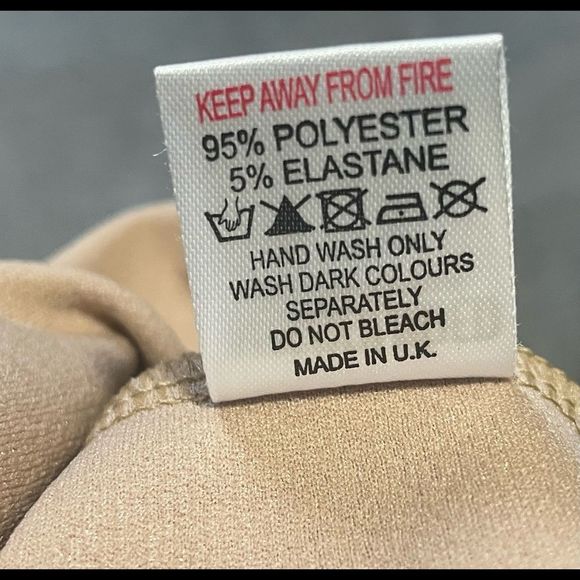 KEEP AWAY FROM FIRE
95% POLYESTER
5% ELASTANE
HAND WASH ONLY
WASH DARK COLOURS
SEPARATELY
DO NOT BLEACH
MADE IN U.K.